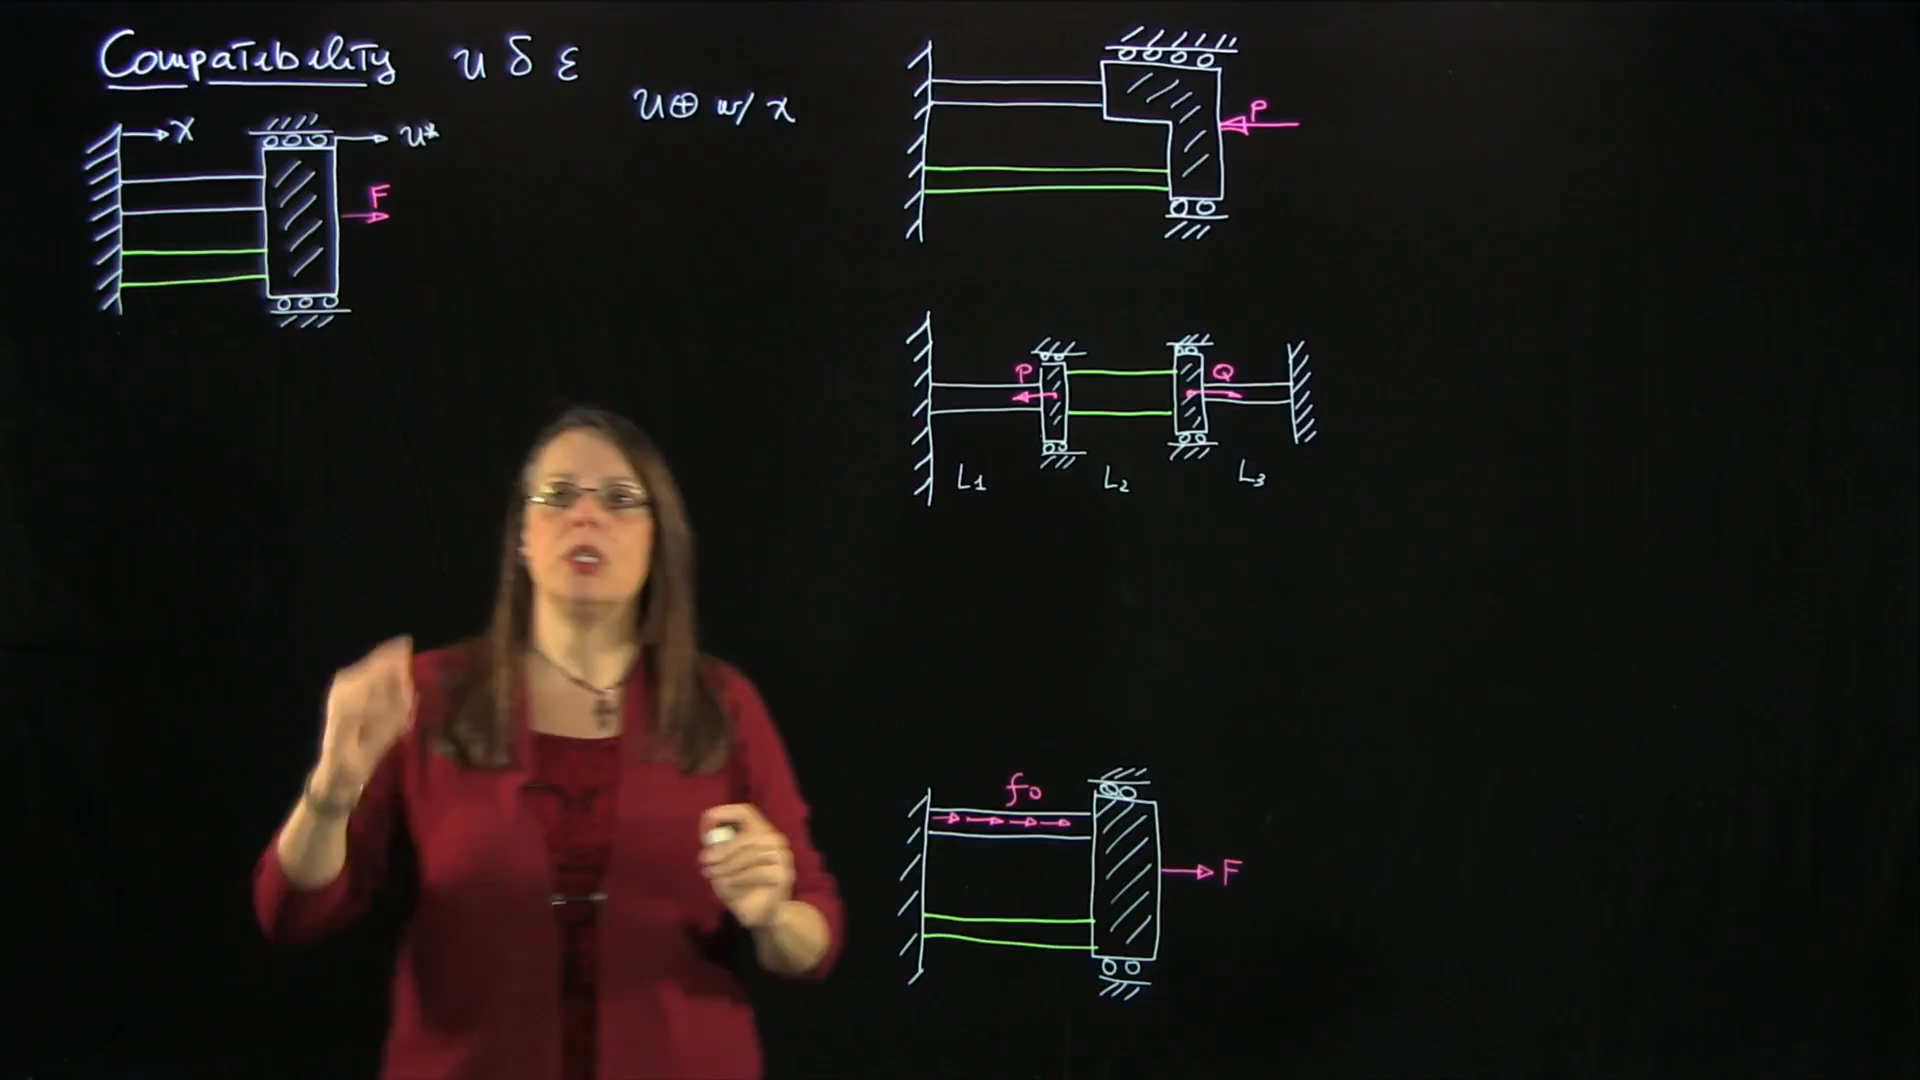 Compatibility u δ ε
u ⊕ w/ x
x
u*
F
P
P
Q
L1
L2
L3
f0
F